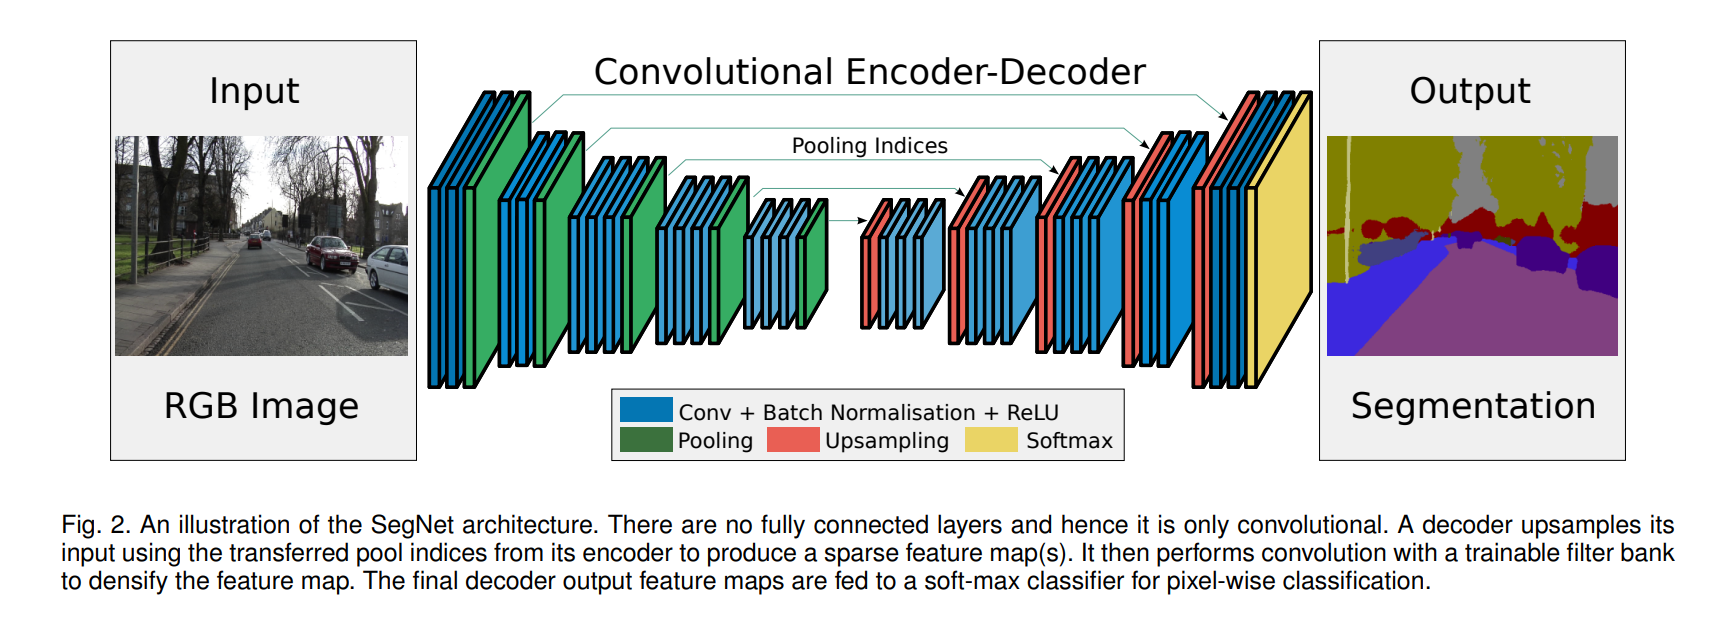 Input
RGB Image
Convolutional Encoder-Decoder
Pooling Indices
Conv + Batch Normalisation + ReLU
Pooling Upsampling Softmax
Output
Segmentation
Fig. 2. An illustration of the SegNet architecture. There are no fully connected layers and hence it is only convolutional. A decoder upsamples its
input using the transferred pool indices from its encoder to produce a sparse feature map(s). It then performs convolution with a trainable filter bank
to densify the feature map. The final decoder output feature maps are fed to a soft-max classifier for pixel-wise classification.